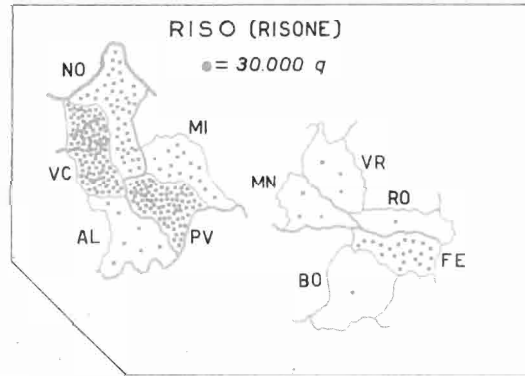 RISO (RISONE)
= 30.000 q
NO
MI
VC
AL
PV
VR
MN
RO
FE
BO